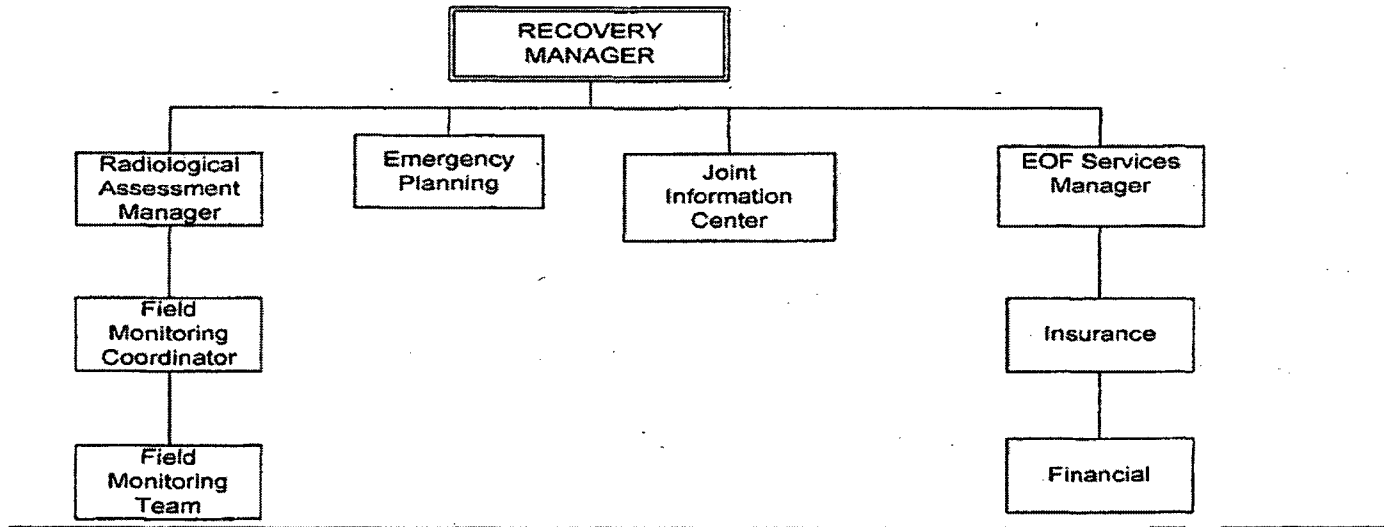 RECOVERY
MANAGER
Radiological
Assessment
Manager
Emergency
Planning
Joint
Information
Center
EOF Services
Manager
Field
Monitoring
Coordinator
Insurance
Field
Monitoring
Team
Financial